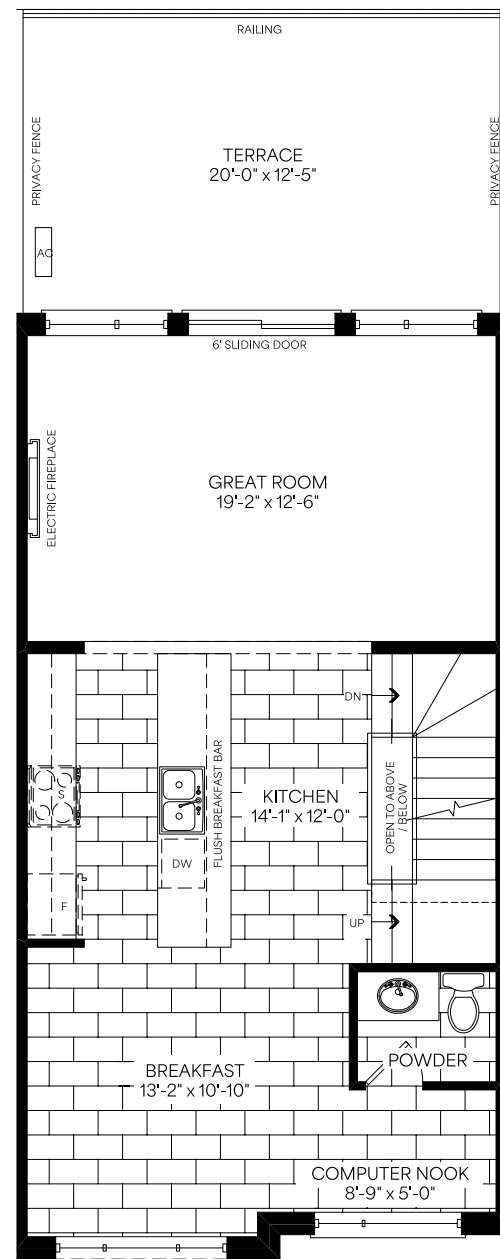 RAILING
PRIVACY FENCE
PRIVACY FENCE
TERRACE
20'-0" x 12'-5"
AC
6' SLIDING DOOR
ELECTRIC FIREPLACE
GREAT ROOM
19'-2" x 12'-6"
DN
S
FLUSH BREAKFAST BAR
KITCHEN
14'-1" x 12'-0"
OPEN TO ABOVE
/ BELOW
DW
F
UP
POWDER
BREAKFAST
13'-2" x 10'-10"
COMPUTER NOOK
8'-9" x 5'-0"